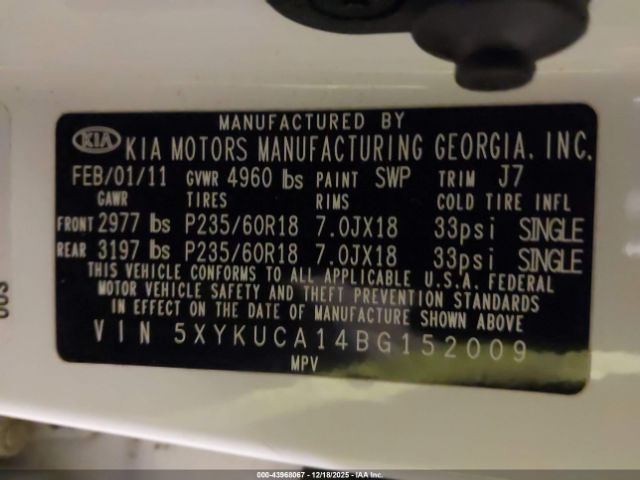 MANUFACTURED BY
KIA KIA MOTORS MANUFACTURING GEORGIA, INC.
FEB/01/11 GVWR 4960 lbs PAINT SWP TRIM J7
GAWR TIRES RIMS COLD TIRE INFL
FRONT 2977 lbs P235/60R18 7.0JX18 33psi SINGLE
REAR 3197 lbs P235/60R18 7.0JX18 33psi SINGLE
THIS VEHICLE CONFORMS TO ALL APPLICABLE U.S.A. FEDERAL
MOTOR VEHICLE SAFETY AND THEFT PREVENTION STANDARDS
IN EFFECT ON THE DATE OF MANUFACTURE SHOWN ABOVE
VIN 5XYKUCA14BG152009
MPV
000-43968067 - 12/18/2025 - IAA Inc.